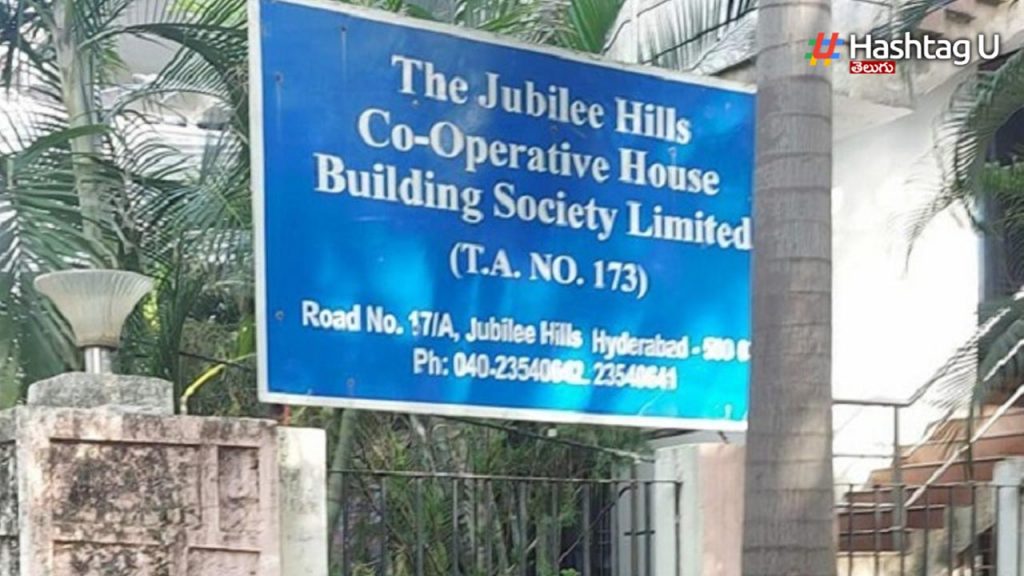 # Hashtag U
తెలుగు
The Jubilee Hills
Co-Operative House
Building Society Limited
(T.A. NO. 173)
Road No. 17/A, Jubilee Hills Hyderabad -
Ph: 040-23540642 23540641